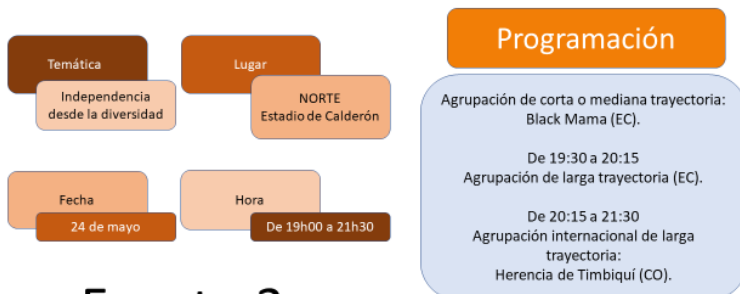 Temática
Independencia
desde la diversidad
Lugar
NORTE
Estadio de Calderón
Fecha
24 de mayo
Hora
De 19h00 a 21h30
Programación
Agrupación de corta o mediana trayectoria:
Black Mama (EC).
De 19:30 a 20:15
Agrupación de larga trayectoria (EC).
De 20:15 a 21:30
Agrupación internacional de larga
trayectoria:
Herencia de Timbiquí (CO).